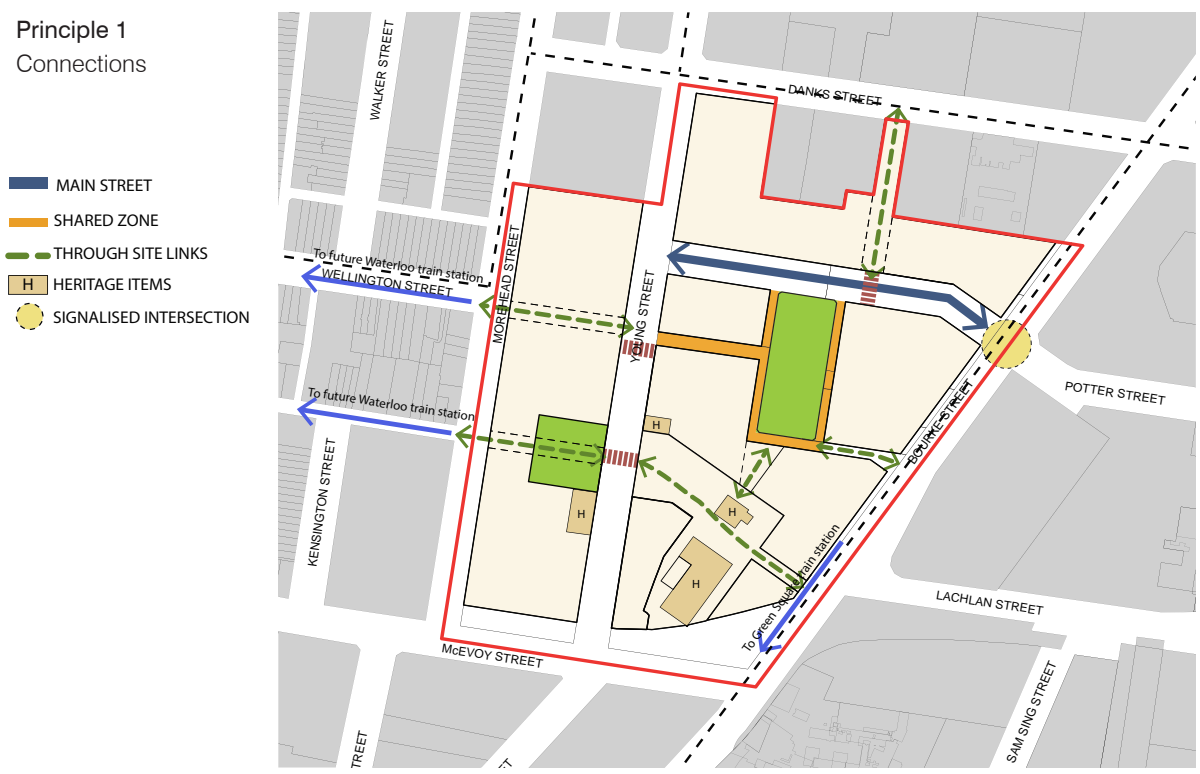 Principle 1
Connections
MAIN STREET
SHARED ZONE
THROUGH SITE LINKS
H HERITAGE ITEMS
SIGNALISED INTERSECTION
WALKER STREET
DANKS STREET
To future Waterloo train station
WELLINGTON STREET
MOREHEAD STREET
YOUNG STREET
To future Waterloo train station
KENSINGTON STREET
POTTER STREET
BOURKE STREET
H
H
H
H
To Green Square train station
LACHLAN STREET
McEVOY STREET
SAM SING STREET
STREET
ET